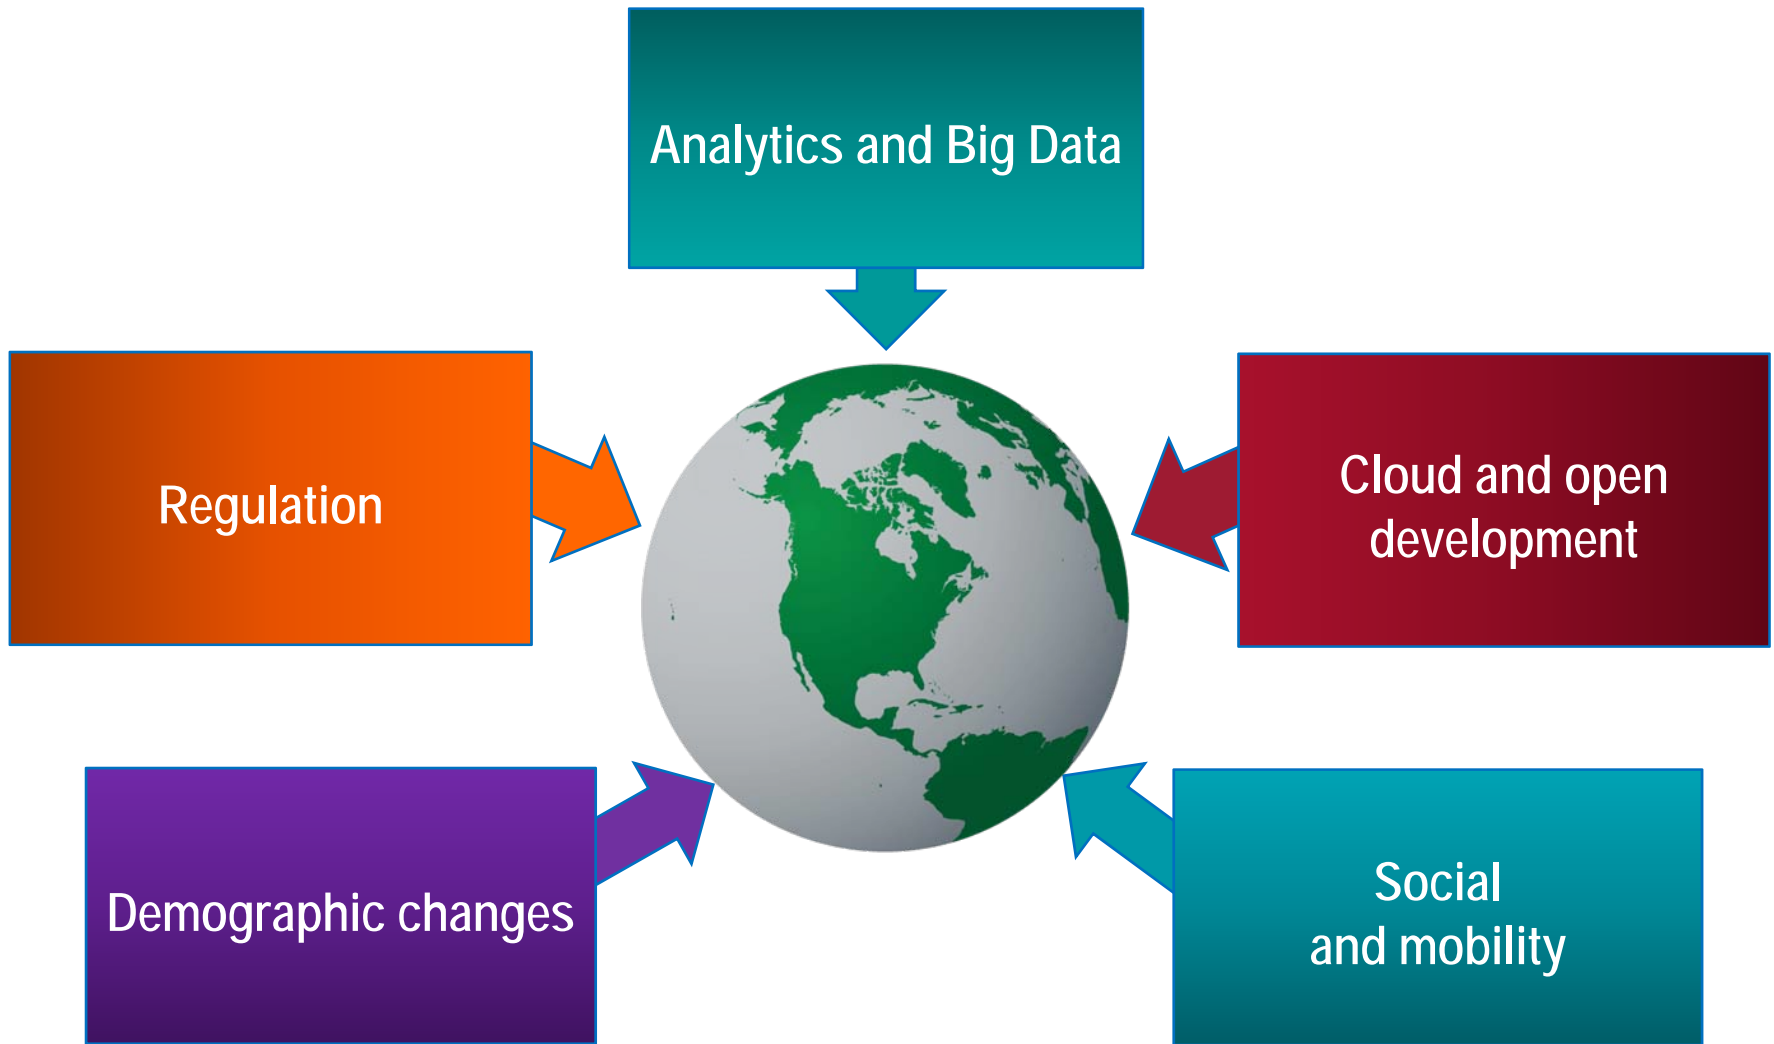 Analytics and Big Data
Regulation
Cloud and open
development
Demographic changes
Social
and mobility